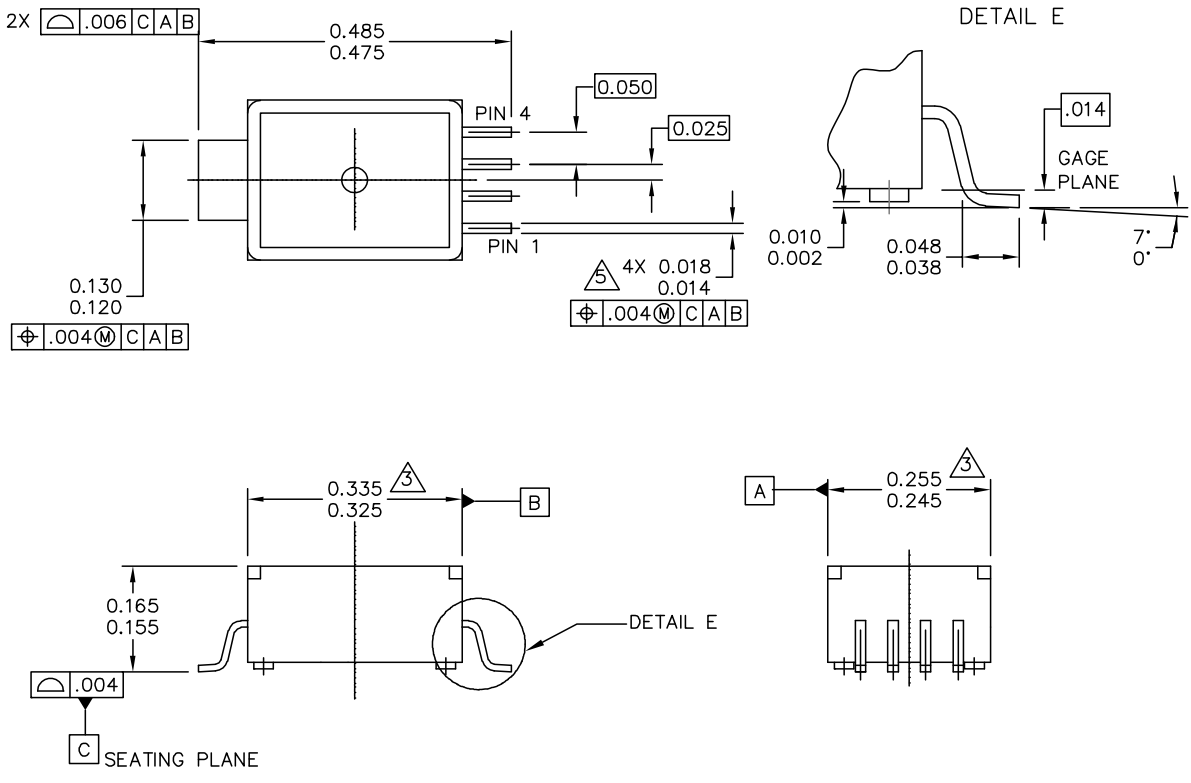 2X .006 C A B
0.485
0.475
DETAIL E
0.050
PIN 4
0.025
.014
GAGE
PLANE
PIN 1
0.130
0.120
.004 Ⓜ C A B
5 4X 0.018
0.014
.004 Ⓜ C A B
0.010
0.002
0.048
0.038
7°
0°
0.335
0.325
3
B
A
0.255
0.245
3
0.165
0.155
DETAIL E
.004
C SEATING PLANE